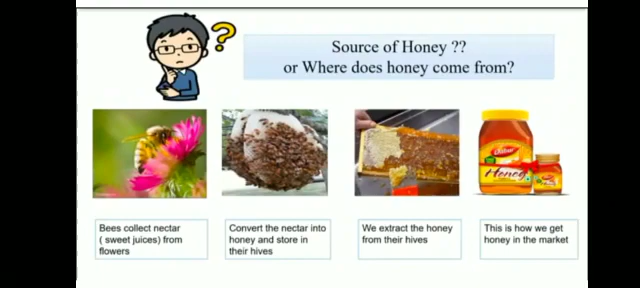 Source of Honey ??
or Where does honey come from?
Dabur
Honey
Bees collect nectar
( sweet juices) from
flowers
Convert the nectar into
honey and store in
their hives
We extract the honey
from their hives
This is how we get
honey in the market